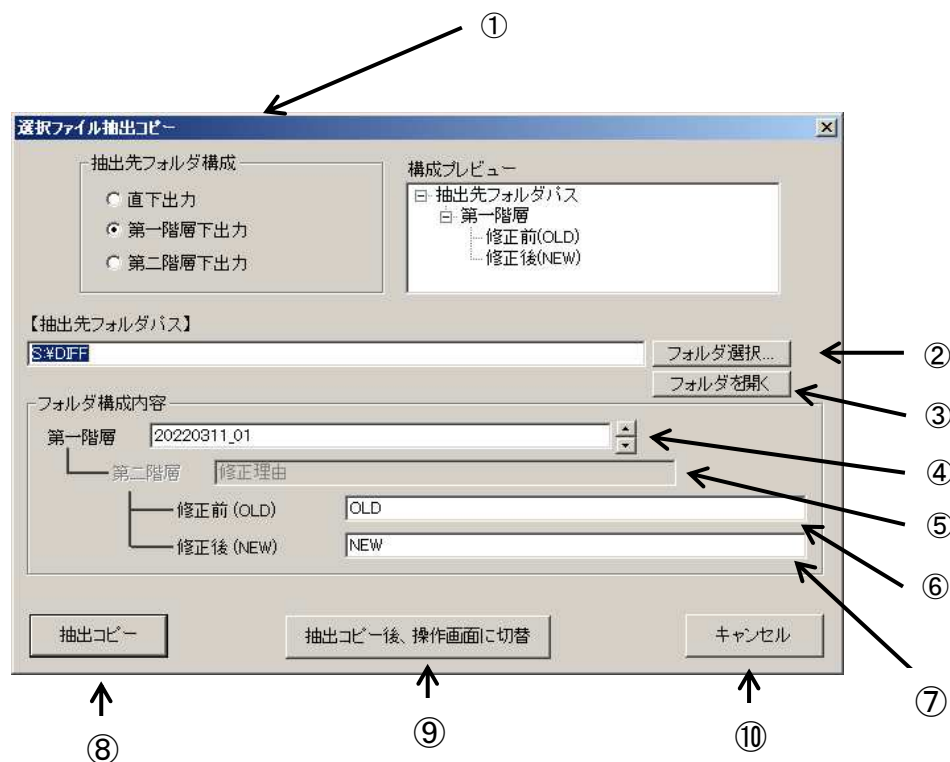 ①
選択ファイル抽出コピー
抽出先フォルダ構成
直下出力
第一階層下出力
第二階層下出力
構成プレビュー
抽出先フォルダパス
第一階層
修正前(OLD)
修正後(NEW)
【抽出先フォルダパス】
S:¥DIFF
フォルダ選択...
②
フォルダを開く
③
フォルダ構成内容
第一階層
20220311_01
④
第二階層
修正理由
⑤
修正前 (OLD)
OLD
⑥
修正後 (NEW)
NEW
⑦
抽出コピー
抽出コピー後、操作画面に切替
キャンセル
⑧
⑨
⑩